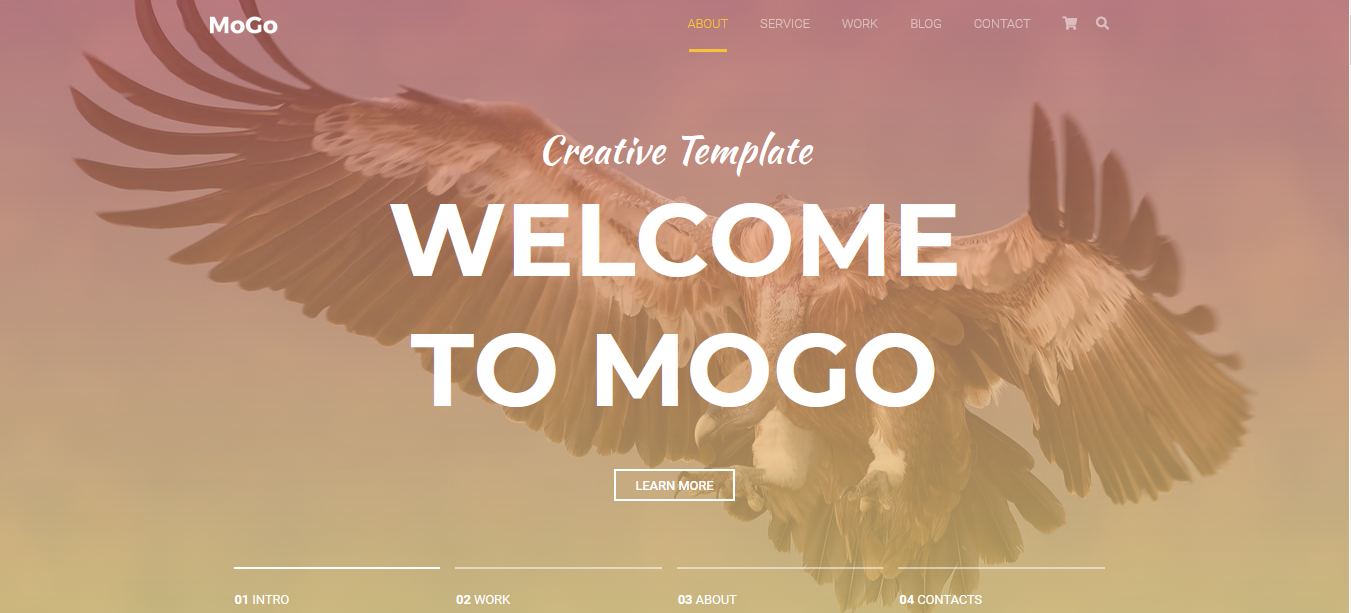 MoGo
ABOUT SERVICE WORK BLOG CONTACT
Creative Template
WELCOME
TO MOGO
LEARN MORE
01 INTRO 02 WORK 03 ABOUT 04 CONTACTS